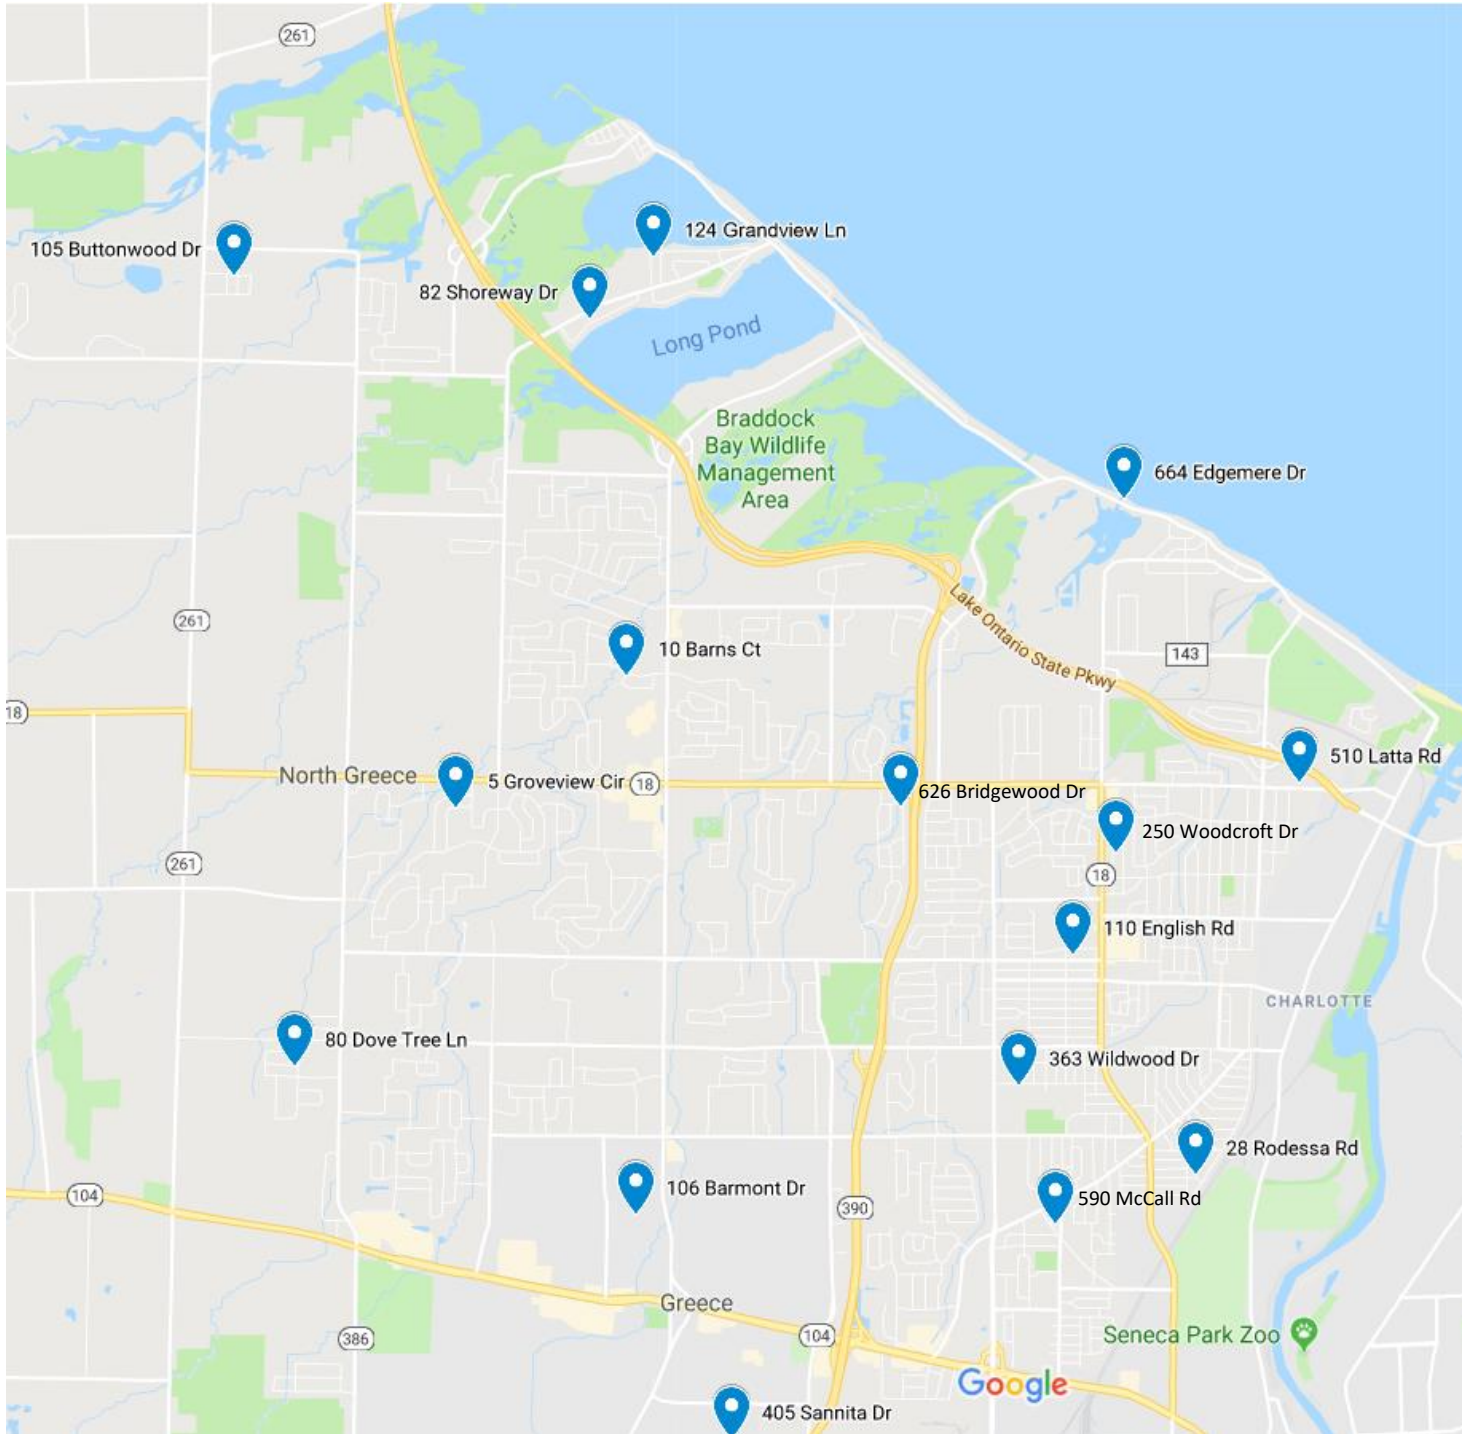 261
124 Grandview Ln
105 Buttonwood Dr
82 Shoreway Dr
Long Pond
Braddock
Bay Wildlife
Management
Area
664 Edgemere Dr
Lake Ontario State Pkwy
261
10 Barns Ct
143
18
510 Latta Rd
North Greece
5 Groveview Cir
18
626 Bridgewood Dr
250 Woodcroft Dr
261
18
110 English Rd
CHARLOTTE
80 Dove Tree Ln
363 Wildwood Dr
28 Rodessa Rd
106 Barmont Dr
590 McCall Rd
104
390
Greece
386
104
Seneca Park Zoo
Google
405 Sannita Dr